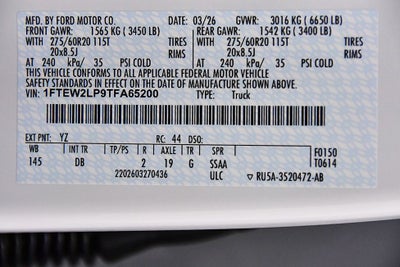 MFD. BY FORD MOTOR CO. 03/26 GVWR: 3016 KG ( 6650 LB)
FRONT GAWR: 1565 KG ( 3450 LB) REAR GAWR: 1542 KG ( 3400 LB)
WITH 275/60R20 115T TIRES WITH 275/60R20 115T TIRES
20x8.5J RIMS 20x8.5J RIMS
AT 240 kPa/ 35 PSI COLD AT 240 kPa/ 35 PSI COLD
THIS VEHICLE CONFORMS TO ALL APPLICABLE FEDERAL MOTOR VEHICLE
SAFETY STANDARDS IN EFFECT ON THE DATE OF MANUFACTURE SHOWN ABOVE.
VIN: 1FTEW2LP9TFA65200 TYPE: Truck
EXT PNT: YZ RC: 44 DSO:
WB INT TR TP/PS R AXLE TR SPR F0150
145 DB 2 19 G SSAA T0614
2202603270436 ULC RU5A-3520472-AB